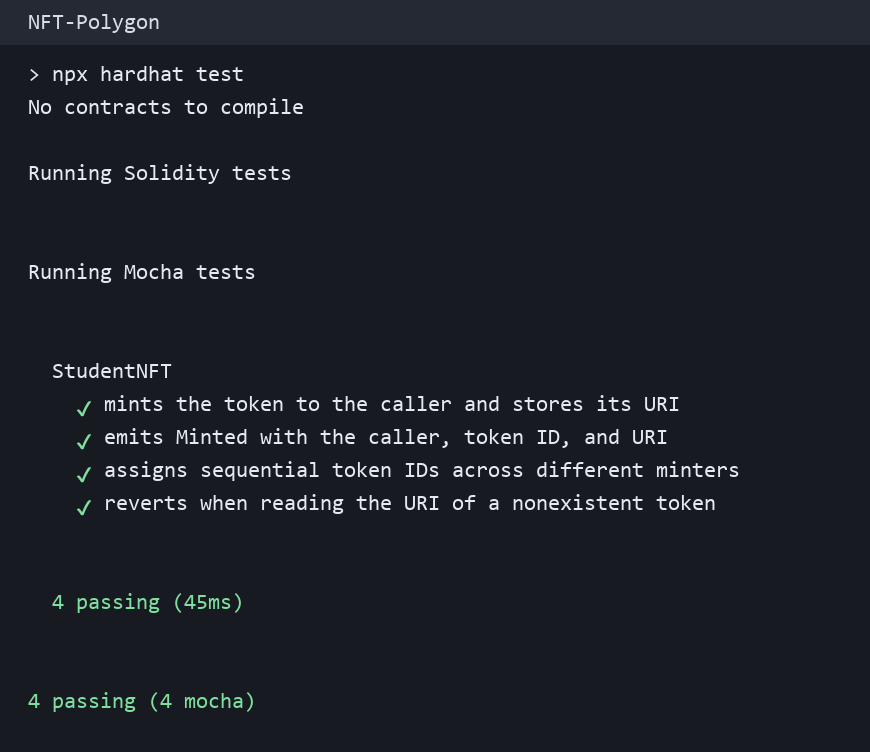 NFT-Polygon
> npx hardhat test
No contracts to compile
Running Solidity tests
Running Mocha tests
StudentNFT
✓ mints the token to the caller and stores its URI
✓ emits Minted with the caller, token ID, and URI
✓ assigns sequential token IDs across different minters
✓ reverts when reading the URI of a nonexistent token
4 passing (45ms)
4 passing (4 mocha)